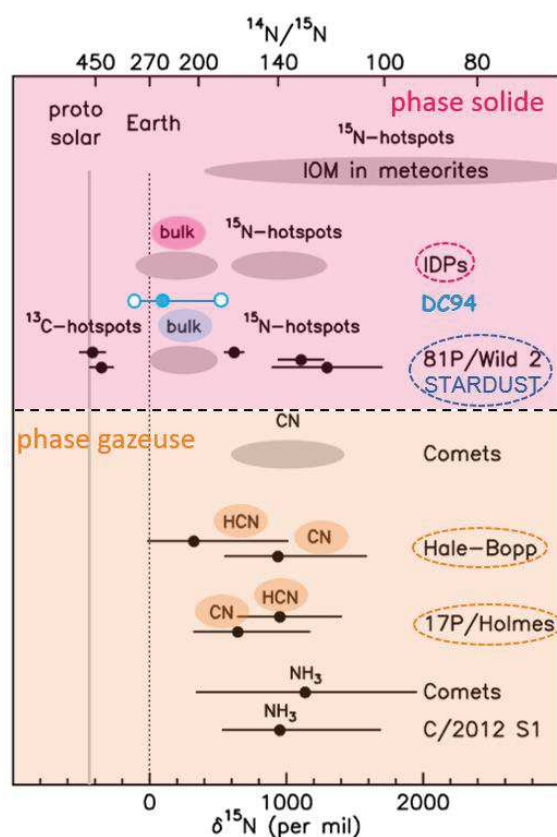 ¹⁴N/¹⁵N
450 270 200 140 100 80
phase solide
proto solar
Earth
¹⁵N-hotspots
IOM in meteorites
bulk
¹⁵N-hotspots
IDPs
DC94
¹³C-hotspots
bulk
¹⁵N-hotspots
81P/Wild 2
STARDUST
phase gazeuse
CN
Comets
HCN
CN
Hale-Bopp
HCN
CN
17P/Holmes
NH₃
Comets
NH₃
C/2012 S1
0 1000 2000
δ¹⁵N (per mil)